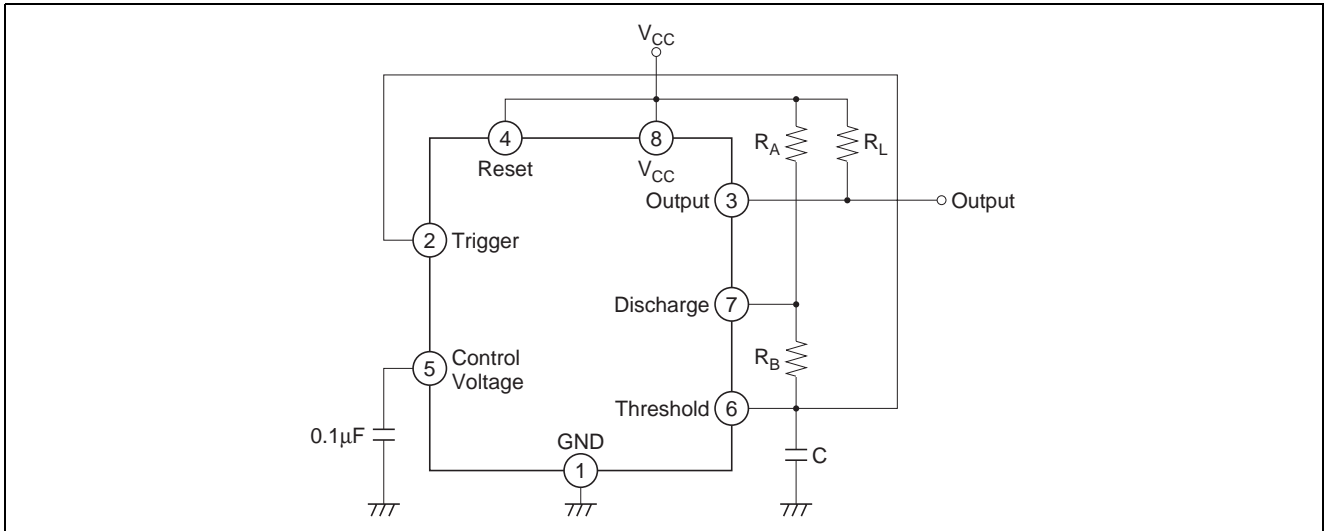 VCC
4
8
Reset
VCC
RA
RL
Output
3
Output
2
Trigger
Discharge
7
RB
5
Control
Voltage
Threshold
6
0.1μF
GND
1
C